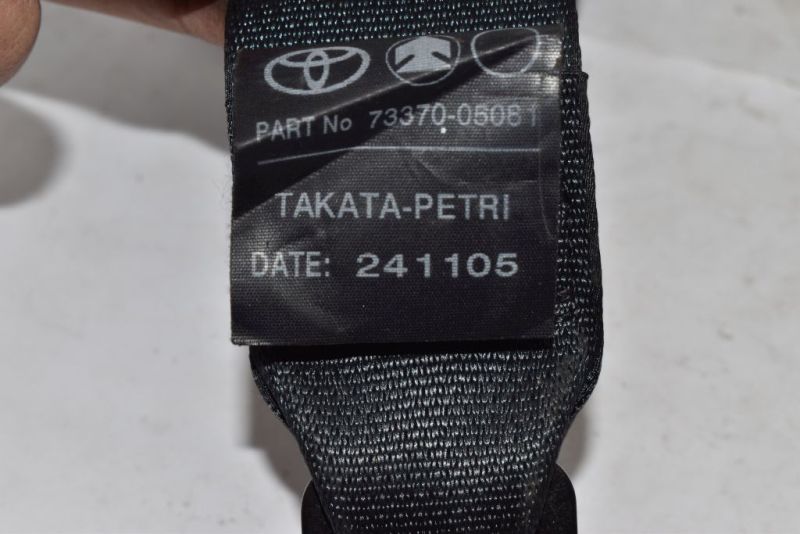 PART No 73370-05081
TAKATA-PETRI
DATE: 241105